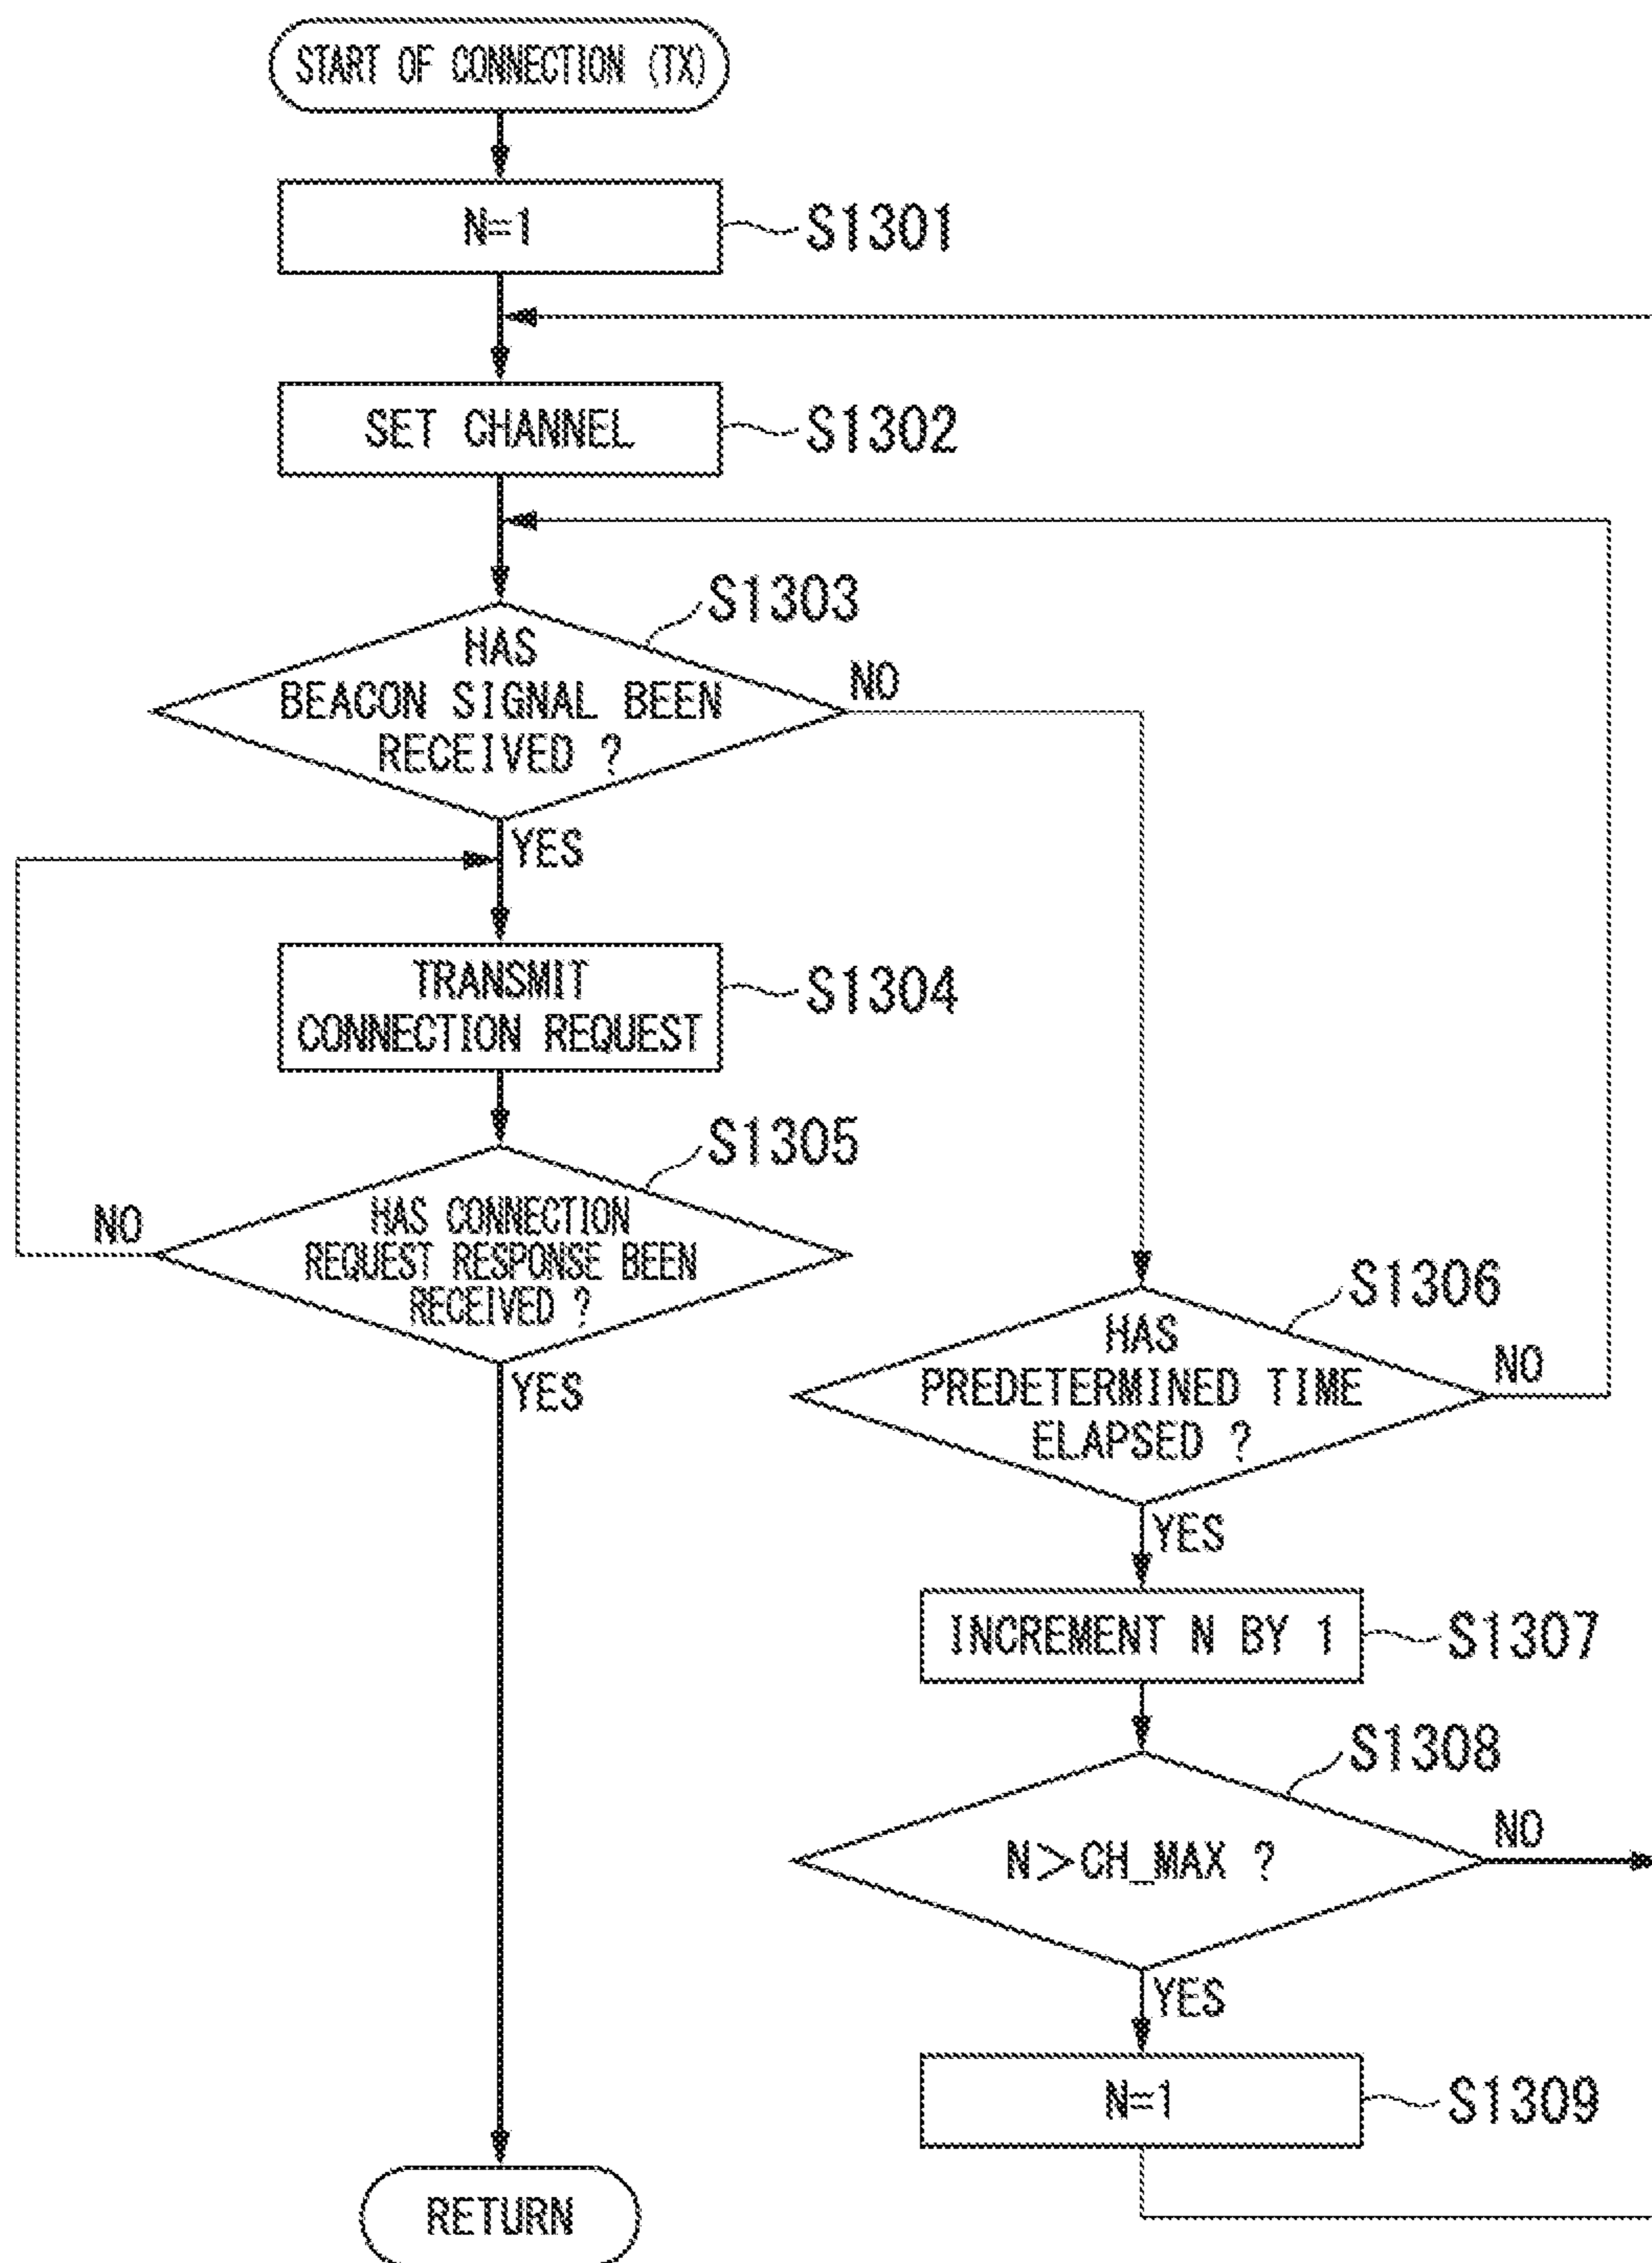 START OF CONNECTION (TX)
N=1
S1301
SET CHANNEL
S1302
S1303
HAS
BEACON SIGNAL BEEN
RECEIVED ?
NO
YES
TRANSMIT
CONNECTION REQUEST
S1304
S1305
HAS CONNECTION
REQUEST RESPONSE BEEN
RECEIVED ?
NO
YES
S1306
HAS
PREDETERMINED TIME
ELAPSED ?
NO
YES
INCREMENT N BY 1
S1307
S1308
N>CH_MAX ?
NO
YES
N=1
S1309
RETURN